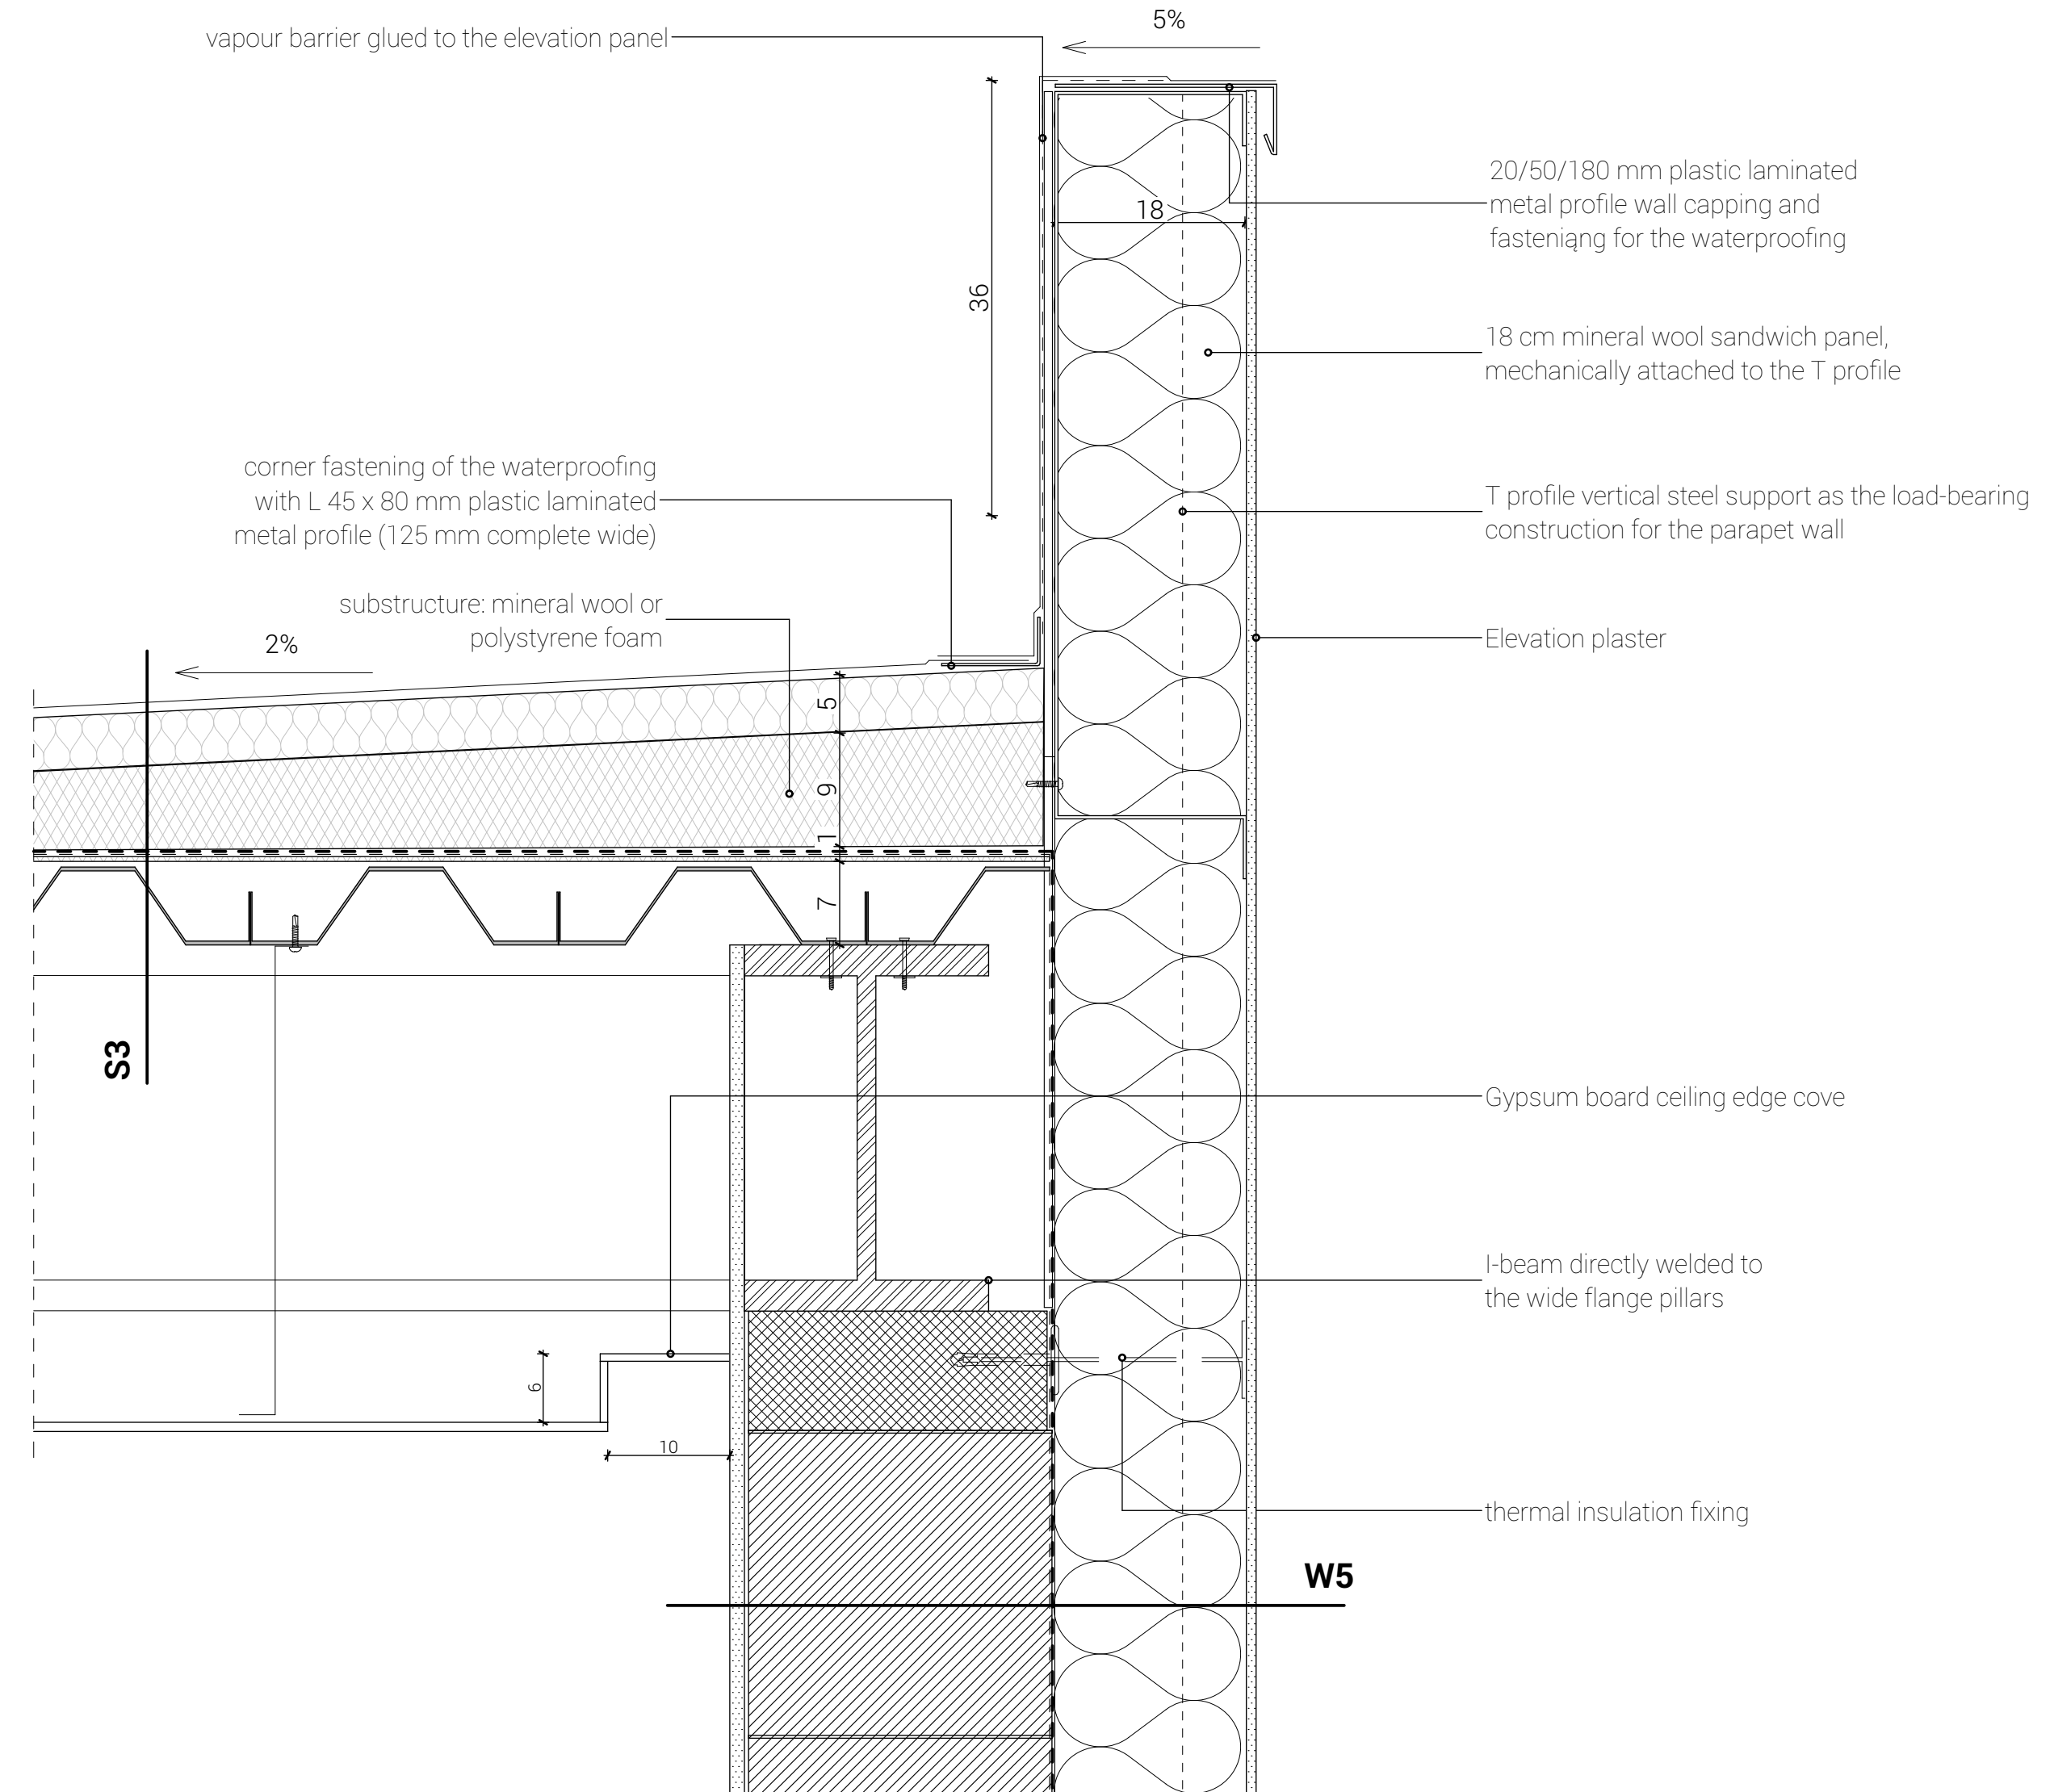 5%
vapour barrier glued to the elevation panel
20/50/180 mm plastic laminated
metal profile wall capping and
fasteniąng for the waterproofing
18
36
18 cm mineral wool sandwich panel,
mechanically attached to the T profile
corner fastening of the waterproofing
with L 45 x 80 mm plastic laminated
metal profile (125 mm complete wide)
T profile vertical steel support as the load-bearing
construction for the parapet wall
substructure: mineral wool or
polystyrene foam
2%
Elevation plaster
5
9
1
7
S3
Gypsum board ceiling edge cove
I-beam directly welded to
the wide flange pillars
6
10
thermal insulation fixing
W5